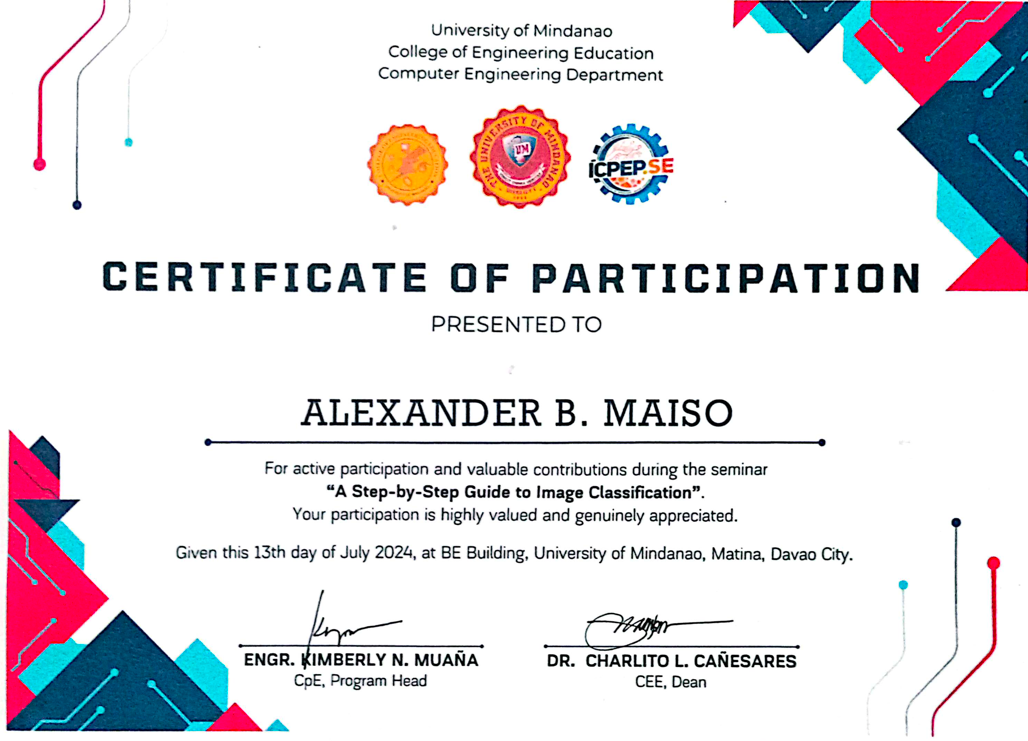 University of Mindanao
College of Engineering Education
Computer Engineering Department
THE UNIVERSITY OF MINDANAO
UM
ICPEP.SE
CERTIFICATE OF PARTICIPATION
PRESENTED TO
ALEXANDER B. MAISO
For active participation and valuable contributions during the seminar
“A Step-by-Step Guide to Image Classification”.
Your participation is highly valued and genuinely appreciated.
Given this 13th day of July 2024, at BE Building, University of Mindanao, Matina, Davao City.
ENGR. KIMBERLY N. MUAÑA
CpE, Program Head
DR. CHARLITO L. CAÑESARES
CEE, Dean